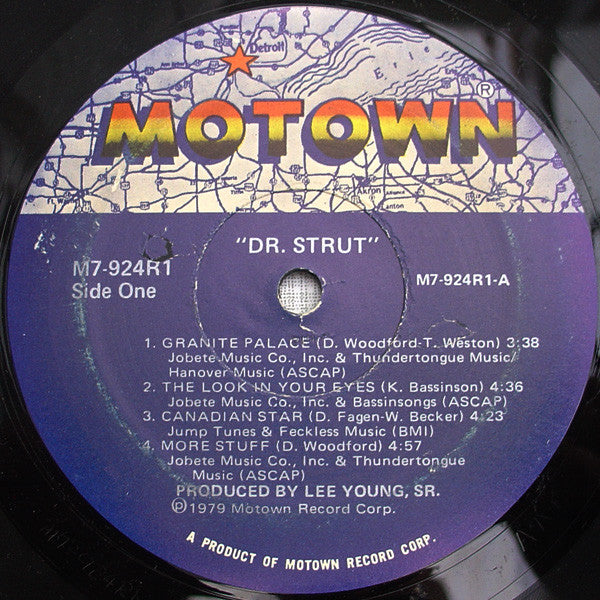 Detroit
Erie
MOTOWN®
Akron
Canton
"DR. STRUT"
M7-924R1
Side One
M7-924R1-A
1. GRANITE PALACE (D. Woodford-T. Weston) 3:38
Jobete Music Co., Inc. & Thundertongue Music/
Hanover Music (ASCAP)
2. THE LOOK IN YOUR EYES (K. Bassinson) 4:36
Jobete Music Co., Inc. & Bassinsongs (ASCAP)
3. CANADIAN STAR (D. Fagen-W. Becker) 4:23
Jump Tunes & Feckless Music (BMI)
4. MORE STUFF (D. Woodford) 4:57
Jobete Music Co., Inc. & Thundertongue
Music (ASCAP)
PRODUCED BY LEE YOUNG, SR.
℗1979 Motown Record Corp.
A PRODUCT OF MOTOWN RECORD CORP.